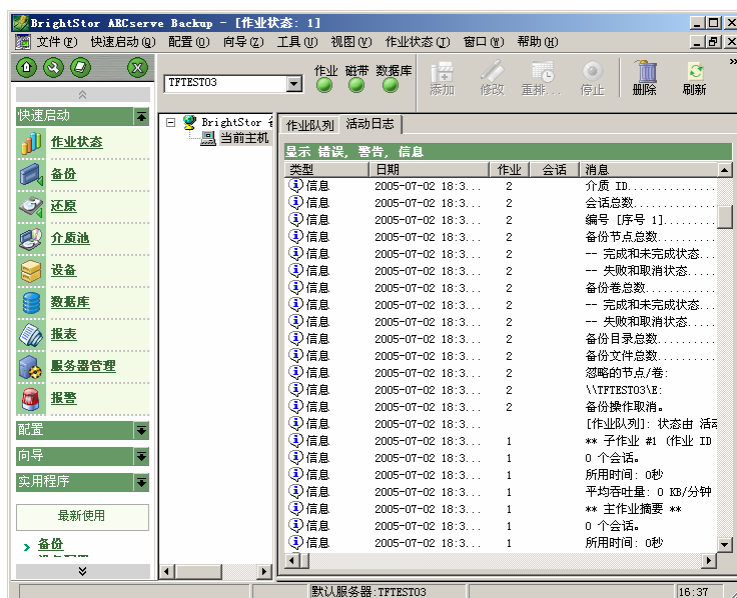 BrightStor ARCserve Backup - [作业状态: 1]
文件(F) 快速启动(Q) 配置(O) 向导(Z) 工具(U) 视图(V) 作业状态(J) 窗口(W) 帮助(H)
TFTEST03 作业 磁带 数据库 添加 修改 重排... 停止 删除 刷新
快速启动
作业状态
备份
还原
介质池
设备
数据库
报表
服务器管理
报警
配置
向导
实用程序
最新使用
备份
BrightStor
当前主机
作业队列 活动日志
显示 错误, 警告, 信息
类型 日期 作业 会话 消息
信息 2005-07-02 18:3... 2 介质 ID...............
信息 2005-07-02 18:3... 2 会话总数...............
信息 2005-07-02 18:3... 2 编号 [序号 1].......
信息 2005-07-02 18:3... 2 备份节点总数..........
信息 2005-07-02 18:3... 2 -- 完成和未完成状态...
信息 2005-07-02 18:3... 2 -- 失败和取消状态.....
信息 2005-07-02 18:3... 2 备份卷总数............
信息 2005-07-02 18:3... 2 -- 完成和未完成状态...
信息 2005-07-02 18:3... 2 -- 失败和取消状态.....
信息 2005-07-02 18:3... 2 备份目录总数..........
信息 2005-07-02 18:3... 2 备份文件总数..........
信息 2005-07-02 18:3... 2 忽略的节点/卷:
信息 2005-07-02 18:3... 2 \\TFTEST03\E:
信息 2005-07-02 18:3... 2 备份操作取消。
信息 2005-07-02 18:3... [作业队列]: 状态由 活动
信息 2005-07-02 18:3... 1 ** 子作业 #1 (作业 ID
信息 2005-07-02 18:3... 1 0 个会话。
信息 2005-07-02 18:3... 1 所用时间: 0秒
信息 2005-07-02 18:3... 1 平均吞吐量: 0 KB/分钟
信息 2005-07-02 18:3... 1 ** 主作业摘要 **
信息 2005-07-02 18:3... 1 0 个会话。
信息 2005-07-02 18:3... 1 所用时间: 0秒
默认服务器:TFTEST03 16:37